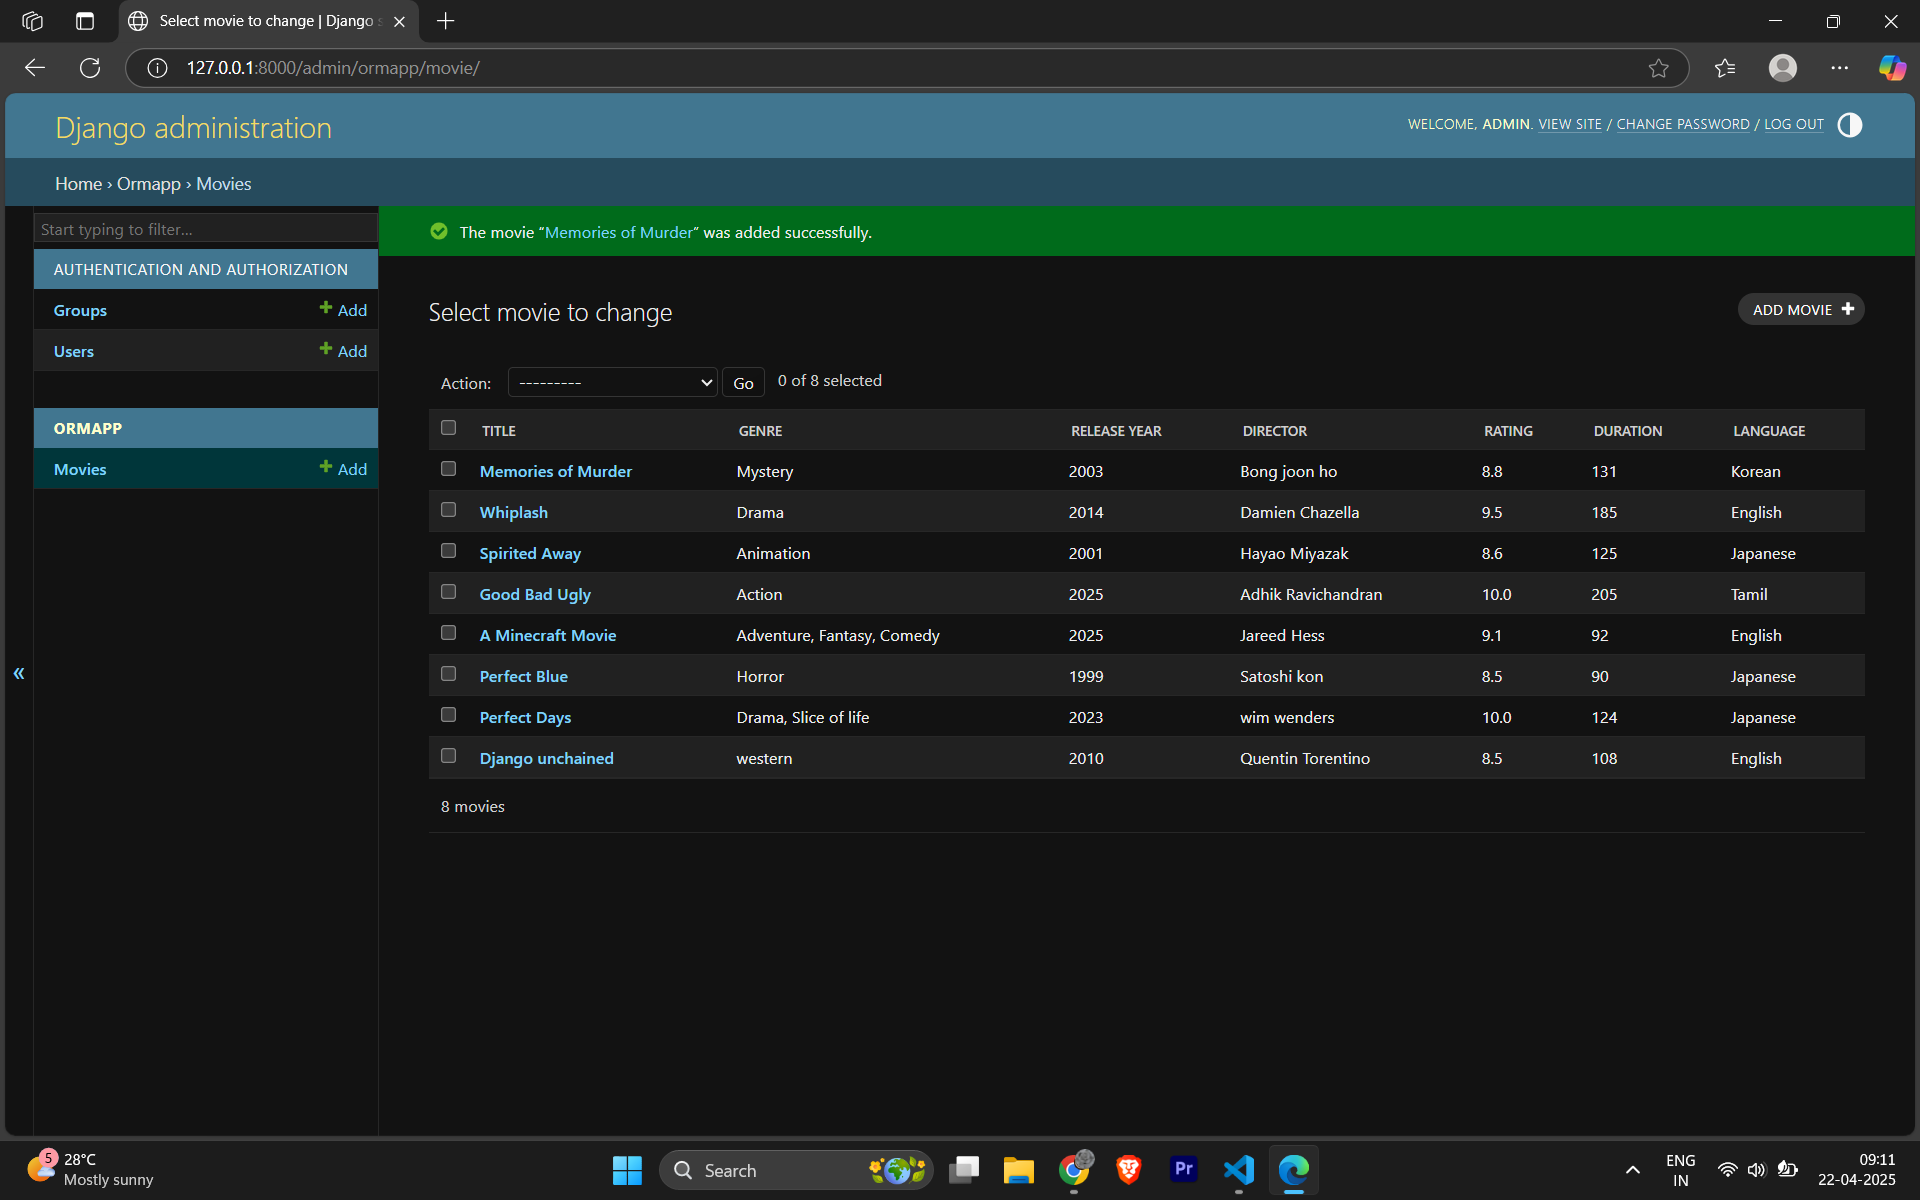 Select movie to change | Django s
127.0.0.1:8000/admin/ormapp/movie/
Django administration
WELCOME, ADMIN. VIEW SITE / CHANGE PASSWORD / LOG OUT
Home › Ormapp › Movies
Start typing to filter...
The movie “Memories of Murder” was added successfully.
AUTHENTICATION AND AUTHORIZATION
Groups Add
Users Add
ORMAPP
Movies Add
«
Select movie to change
ADD MOVIE
Action: --------- Go 0 of 8 selected
TITLE GENRE RELEASE YEAR DIRECTOR RATING DURATION LANGUAGE
Memories of Murder Mystery 2003 Bong joon ho 8.8 131 Korean
Whiplash Drama 2014 Damien Chazella 9.5 185 English
Spirited Away Animation 2001 Hayao Miyazak 8.6 125 Japanese
Good Bad Ugly Action 2025 Adhik Ravichandran 10.0 205 Tamil
A Minecraft Movie Adventure, Fantasy, Comedy 2025 Jareed Hess 9.1 92 English
Perfect Blue Horror 1999 Satoshi kon 8.5 90 Japanese
Perfect Days Drama, Slice of life 2023 wim wenders 10.0 124 Japanese
Django unchained western 2010 Quentin Torentino 8.5 108 English
8 movies
5
28°C
Mostly sunny
Search
Pr
ENG
IN
09:11
22-04-2025